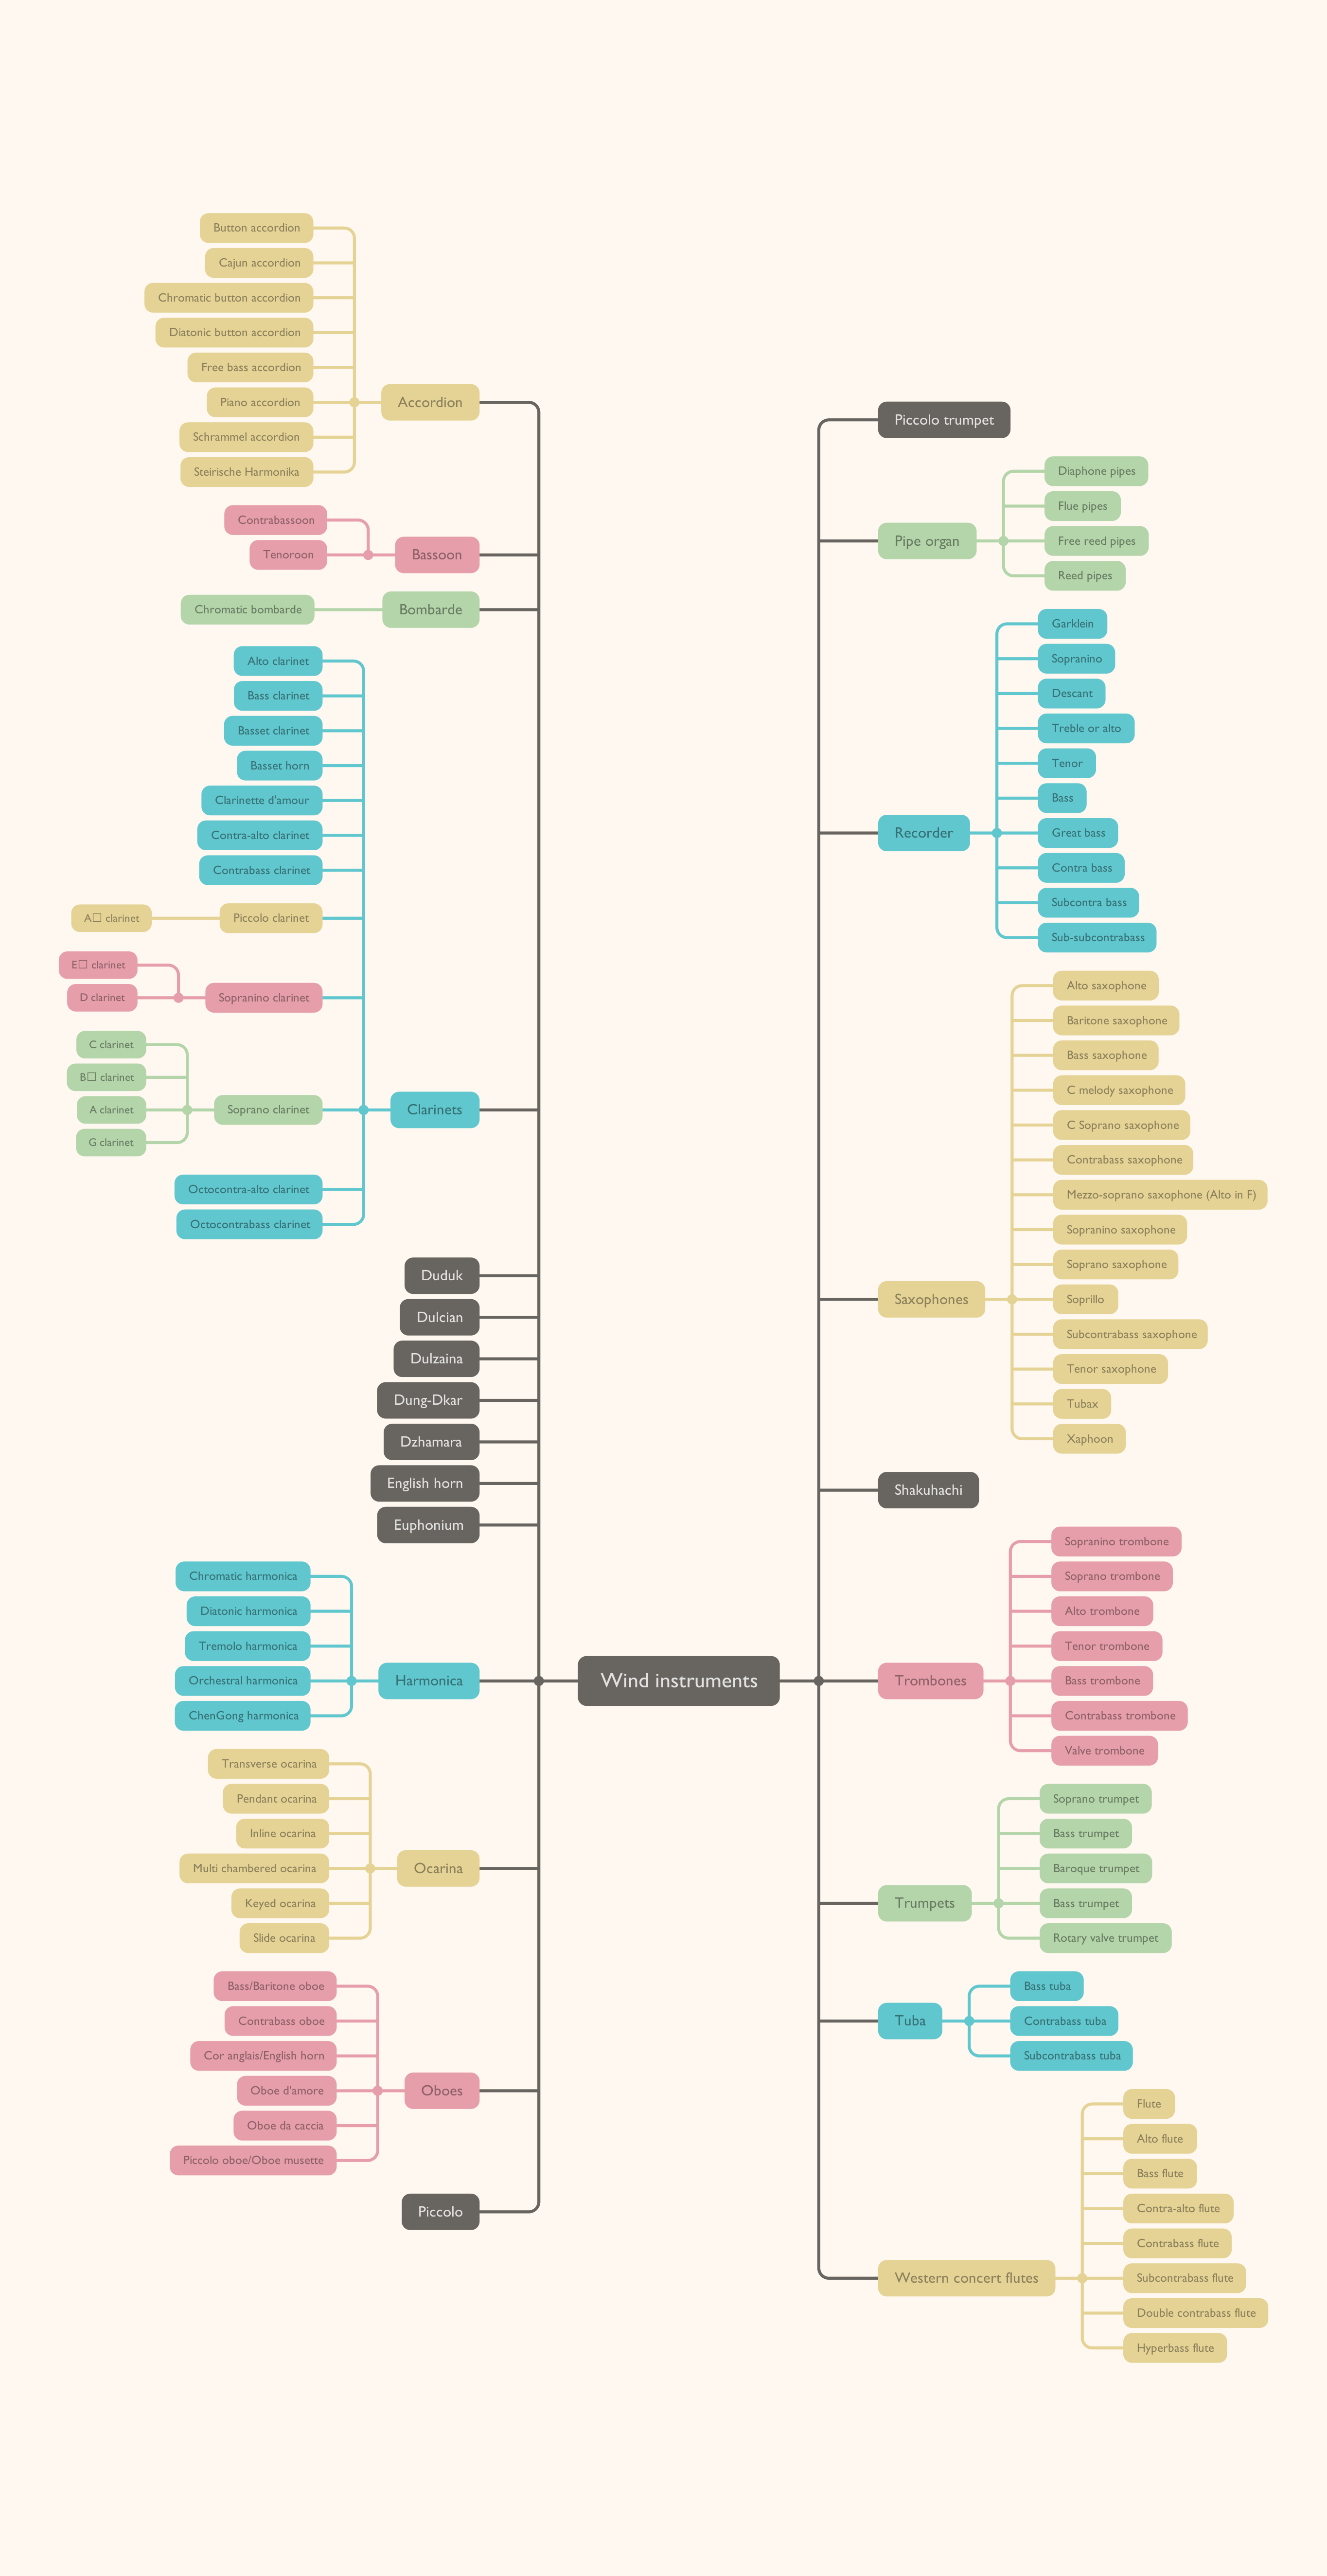 Wind instruments
Accordion
Button accordion
Cajun accordion
Chromatic button accordion
Diatonic button accordion
Free bass accordion
Piano accordion
Schrammel accordion
Steirische Harmonika
Bassoon
Contrabassoon
Tenoroon
Bombarde
Chromatic bombarde
Clarinets
Alto clarinet
Bass clarinet
Basset clarinet
Basset horn
Clarinette d'amour
Contra-alto clarinet
Contrabass clarinet
Piccolo clarinet
A□ clarinet
Sopranino clarinet
E□ clarinet
D clarinet
Soprano clarinet
C clarinet
B□ clarinet
A clarinet
G clarinet
Octocontra-alto clarinet
Octocontrabass clarinet
Duduk
Dulcian
Dulzaina
Dung-Dkar
Dzhamara
English horn
Euphonium
Harmonica
Chromatic harmonica
Diatonic harmonica
Tremolo harmonica
Orchestral harmonica
ChenGong harmonica
Ocarina
Transverse ocarina
Pendant ocarina
Inline ocarina
Multi chambered ocarina
Keyed ocarina
Slide ocarina
Oboes
Bass/Baritone oboe
Contrabass oboe
Cor anglais/English horn
Oboe d'amore
Oboe da caccia
Piccolo oboe/Oboe musette
Piccolo
Piccolo trumpet
Pipe organ
Diaphone pipes
Flue pipes
Free reed pipes
Reed pipes
Recorder
Garklein
Sopranino
Descant
Treble or alto
Tenor
Bass
Great bass
Contra bass
Subcontra bass
Sub-subcontrabass
Saxophones
Alto saxophone
Baritone saxophone
Bass saxophone
C melody saxophone
C Soprano saxophone
Contrabass saxophone
Mezzo-soprano saxophone (Alto in F)
Sopranino saxophone
Soprano saxophone
Soprillo
Subcontrabass saxophone
Tenor saxophone
Tubax
Xaphoon
Shakuhachi
Trombones
Sopranino trombone
Soprano trombone
Alto trombone
Tenor trombone
Bass trombone
Contrabass trombone
Valve trombone
Trumpets
Soprano trumpet
Bass trumpet
Baroque trumpet
Bass trumpet
Rotary valve trumpet
Tuba
Bass tuba
Contrabass tuba
Subcontrabass tuba
Western concert flutes
Flute
Alto flute
Bass flute
Contra-alto flute
Contrabass flute
Subcontrabass flute
Double contrabass flute
Hyperbass flute